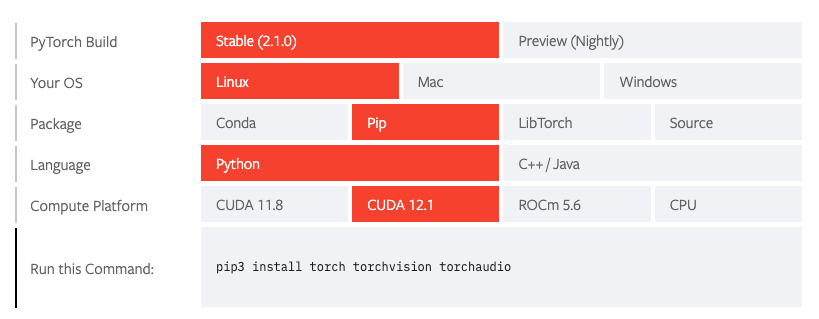 PyTorch Build Stable (2.1.0) Preview (Nightly)
Your OS Linux Mac Windows
Package Conda Pip LibTorch Source
Language Python C++ / Java
Compute Platform CUDA 11.8 CUDA 12.1 ROCm 5.6 CPU
Run this Command: pip3 install torch torchvision torchaudio